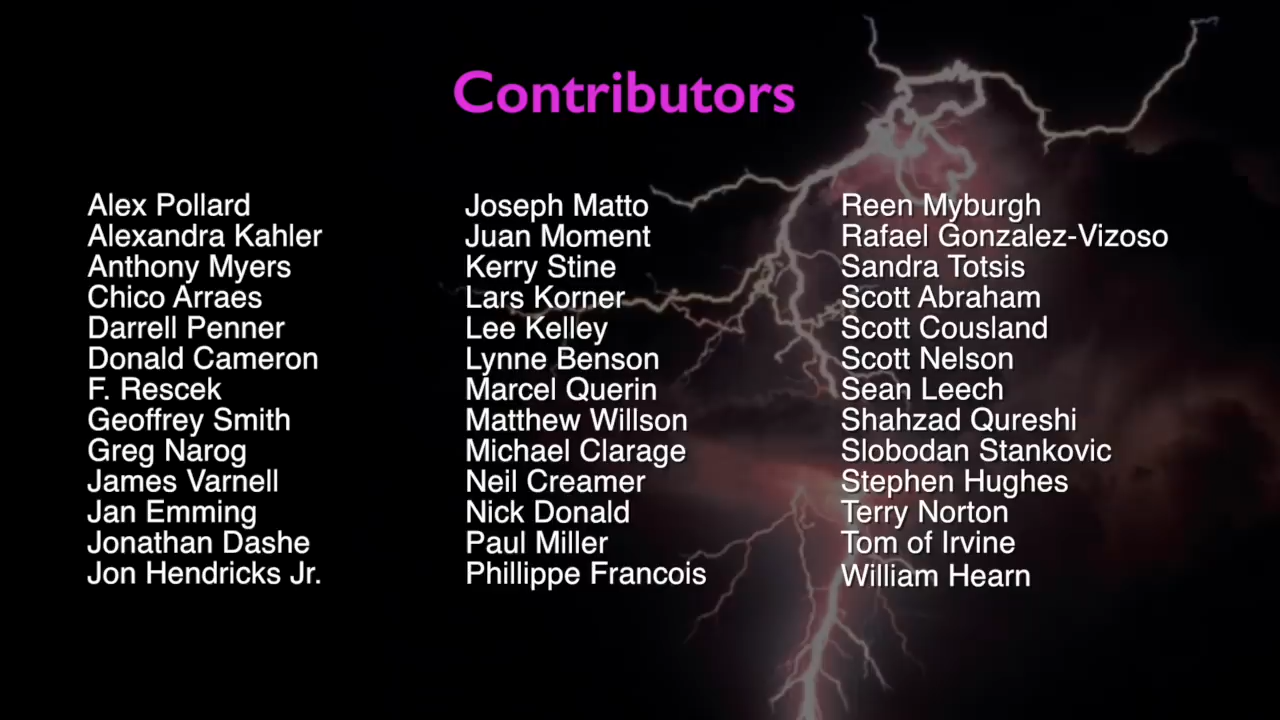 Contributors
Alex Pollard
Alexandra Kahler
Anthony Myers
Chico Arraes
Darrell Penner
Donald Cameron
F. Rescek
Geoffrey Smith
Greg Narog
James Varnell
Jan Emming
Jonathan Dashe
Jon Hendricks Jr.
Joseph Matto
Juan Moment
Kerry Stine
Lars Korner
Lee Kelley
Lynne Benson
Marcel Querin
Matthew Willson
Michael Clarage
Neil Creamer
Nick Donald
Paul Miller
Phillippe Francois
Reen Myburgh
Rafael Gonzalez-Vizoso
Sandra Totsis
Scott Abraham
Scott Cousland
Scott Nelson
Sean Leech
Shahzad Qureshi
Slobodan Stankovic
Stephen Hughes
Terry Norton
Tom of Irvine
William Hearn